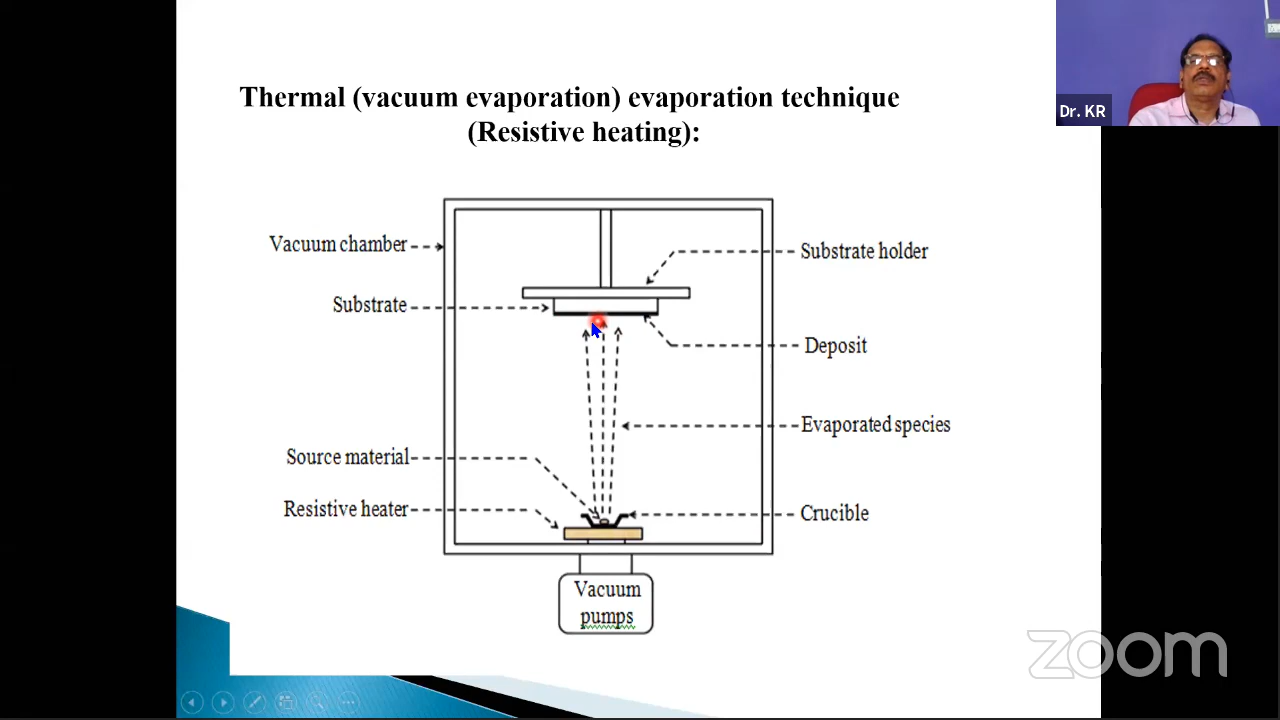 Thermal (vacuum evaporation) evaporation technique
(Resistive heating):
Dr. KR
Vacuum chamber
Substrate holder
Substrate
Deposit
Evaporated species
Source material
Resistive heater
Crucible
Vacuum
pumps
zoom